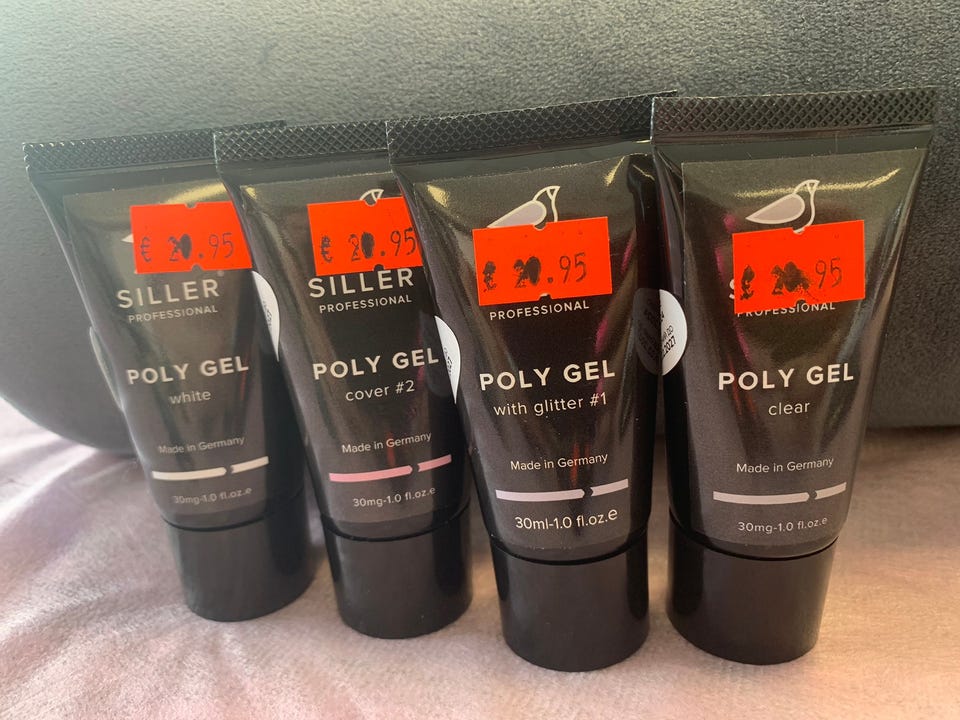 € 20.95
SILLER
PROFESSIONAL
POLY GEL
white
Made in Germany
30mg-1.0 fl.oz.e
€ 20.95
SILLER
PROFESSIONAL
POLY GEL
cover #2
Made in Germany
30mg-1.0 fl.oz.e
€ .95
PROFESSIONAL
POLY GEL
with glitter #1
Made in Germany
30ml-1.0 fl.oz.e
€ .95
PROFESSIONAL
POLY GEL
clear
Made in Germany
30mg-1.0 fl.oz.e